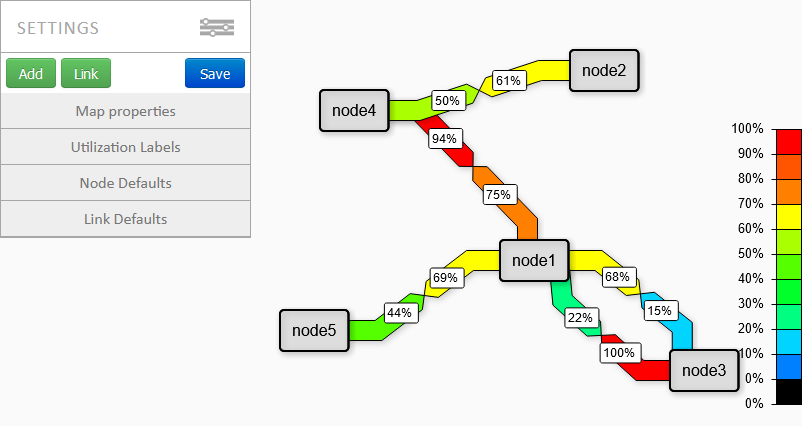 SETTINGS
Add Link Save
Map properties
Utilization Labels
Node Defaults
Link Defaults
node2
61%
50%
node4
94%
75%
node1
69%
68%
44%
15%
22%
node5
100%
node3
100%
90%
80%
70%
60%
50%
40%
30%
20%
10%
0%
0%